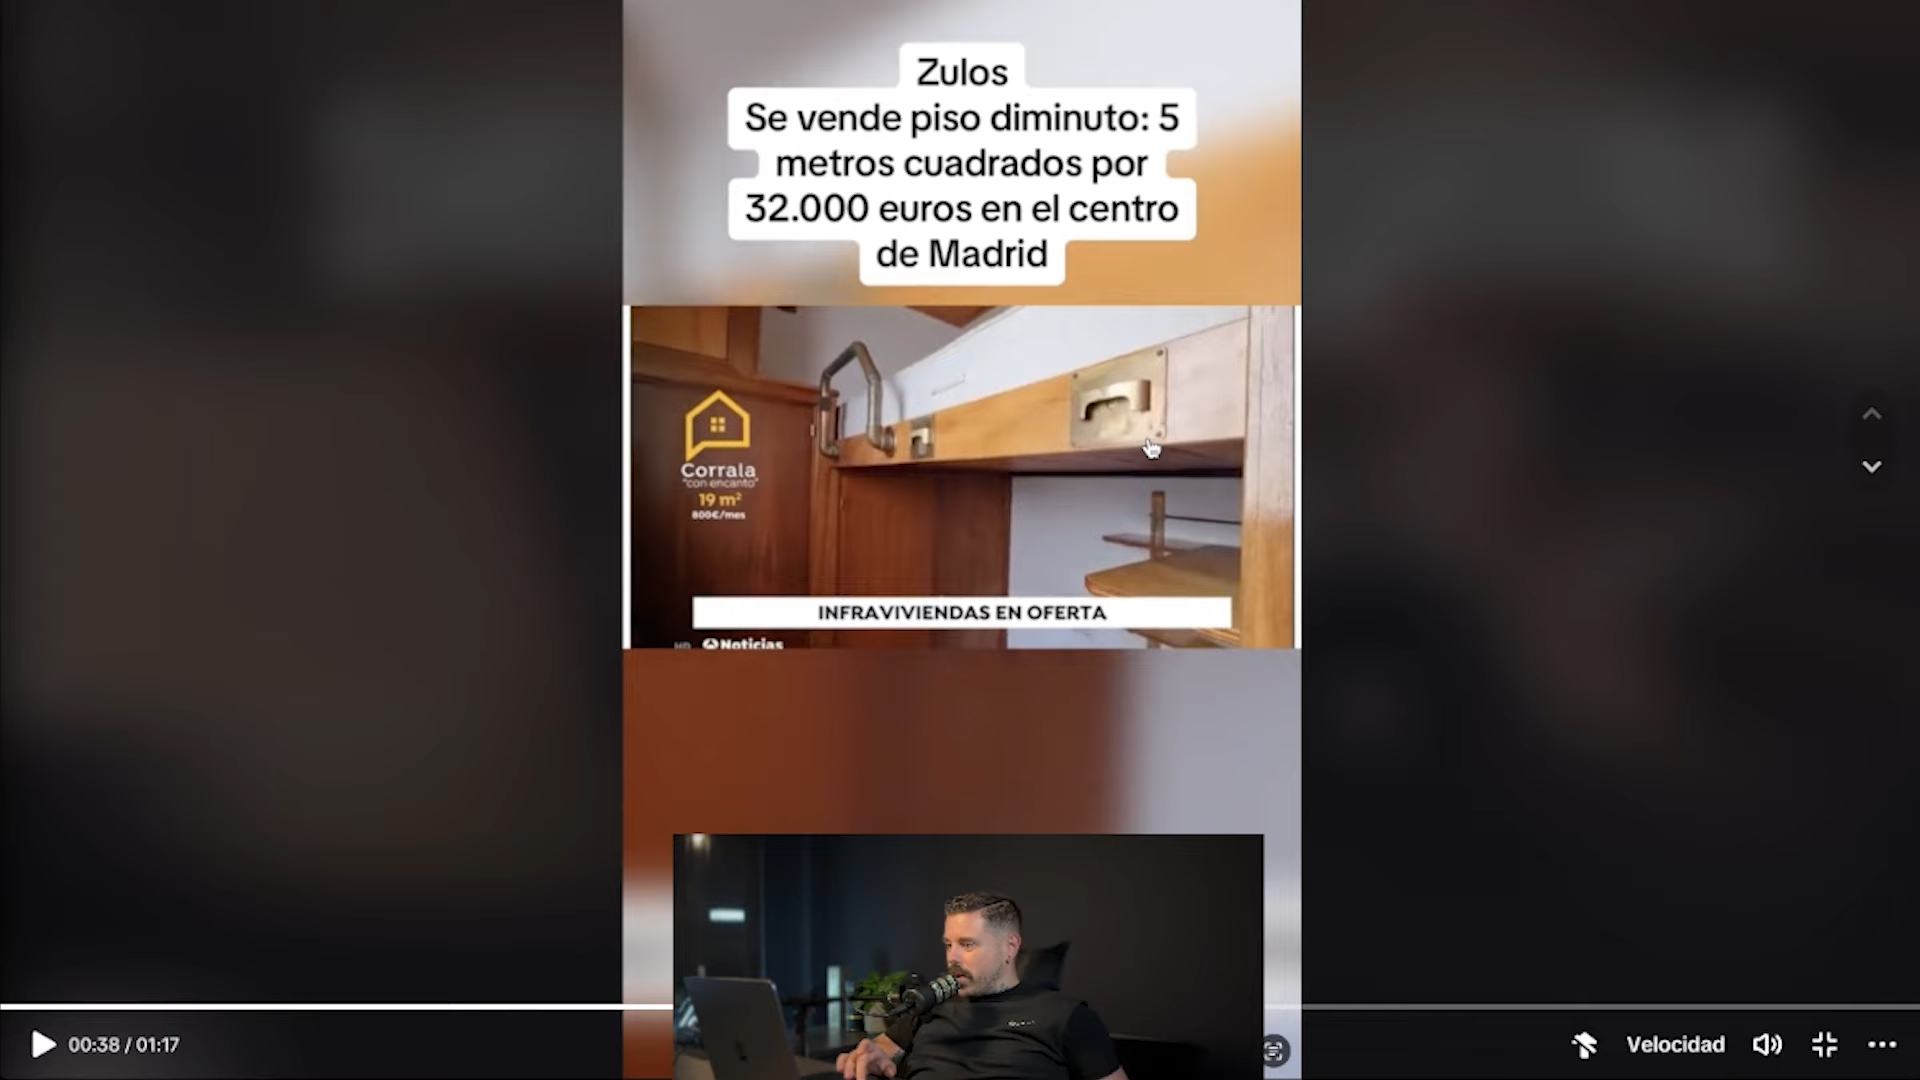 Zulos
Se vende piso diminuto: 5
metros cuadrados por
32.000 euros en el centro
de Madrid
Corrala
"con encanto"
19 m²
800€/mes
INFRAVIVIENDAS EN OFERTA
HD Noticias
00:38 / 01:17
Velocidad